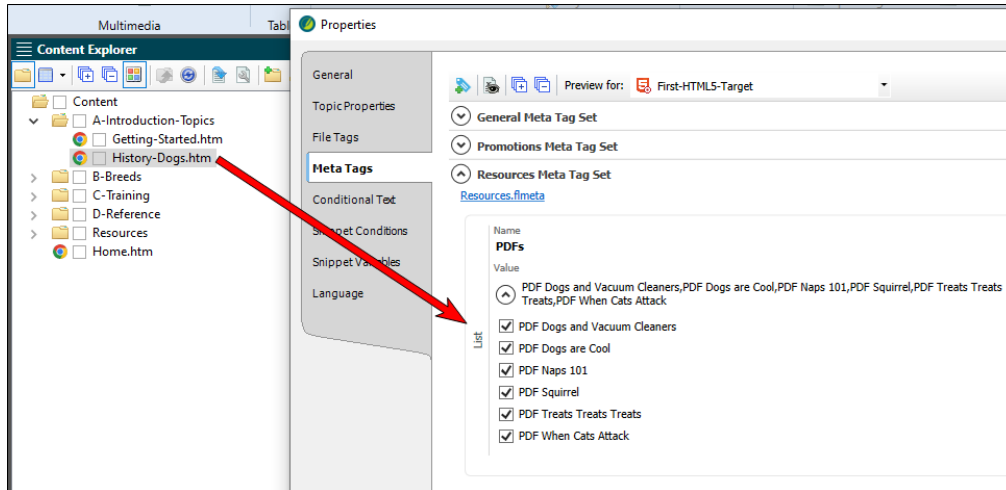 Multimedia
Tabl
Content Explorer
Content
A-Introduction-Topics
Getting-Started.htm
History-Dogs.htm
B-Breeds
C-Training
D-Reference
Resources
Home.htm
Properties
General
Topic Properties
File Tags
Meta Tags
Conditional Text
Snippet Conditions
Snippet Variables
Language
Preview for: First-HTML5-Target
General Meta Tag Set
Promotions Meta Tag Set
Resources Meta Tag Set
Resources.flmeta
List
Name
PDFs
Value
PDF Dogs and Vacuum Cleaners,PDF Dogs are Cool,PDF Naps 101,PDF Squirrel,PDF Treats Treats
Treats,PDF When Cats Attack
PDF Dogs and Vacuum Cleaners
PDF Dogs are Cool
PDF Naps 101
PDF Squirrel
PDF Treats Treats Treats
PDF When Cats Attack